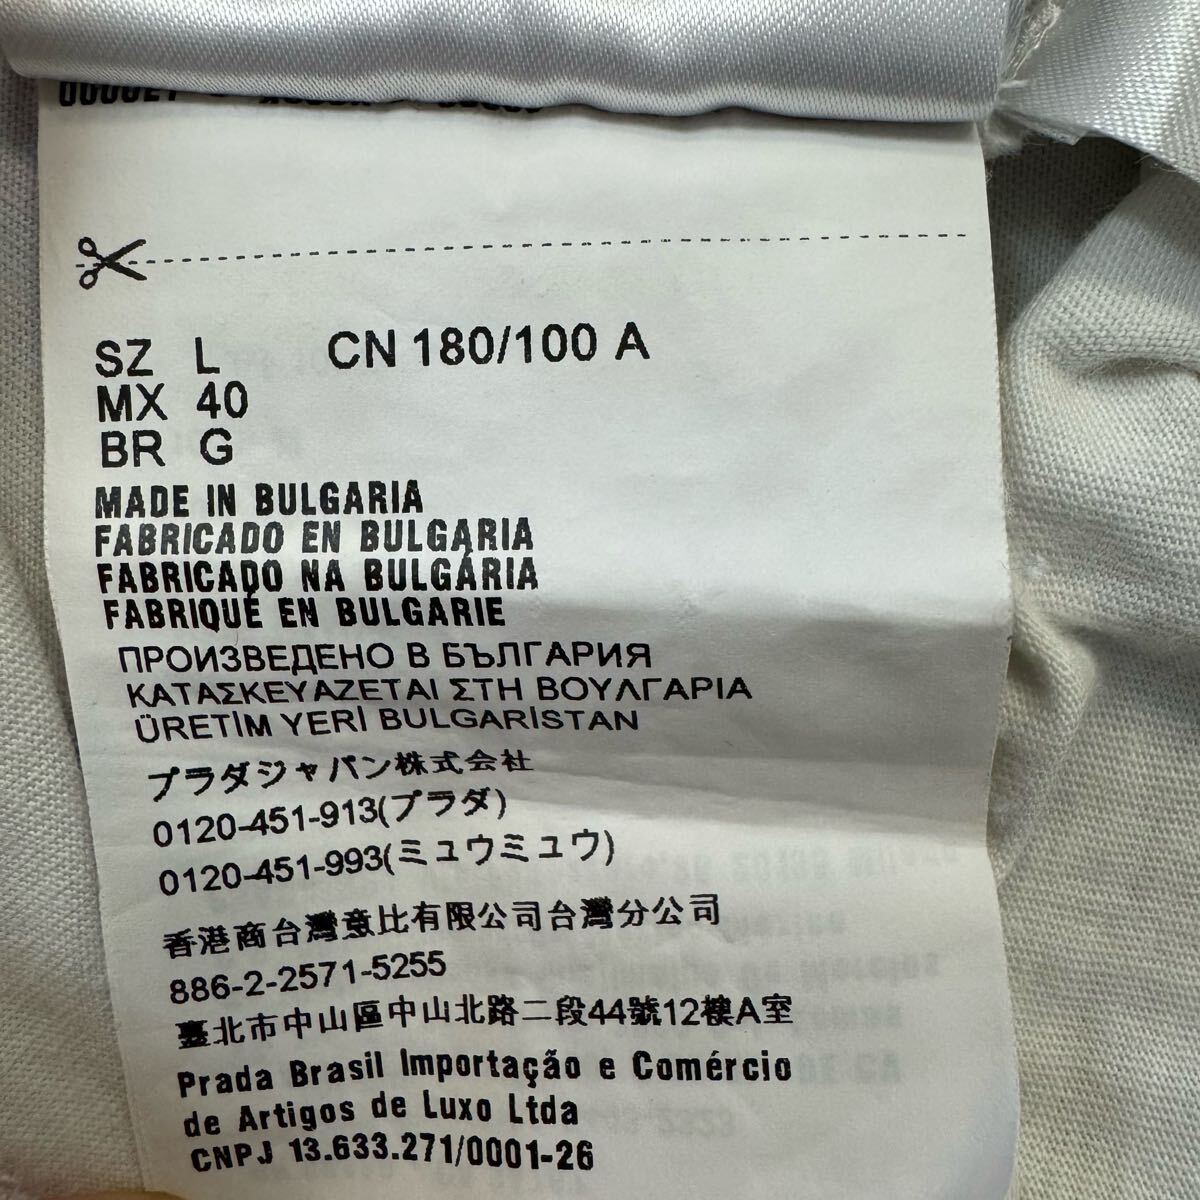 SZ L CN 180/100 A
MX 40
BR G
MADE IN BULGARIA
FABRICADO EN BULGARIA
FABRICADO NA BULGÁRIA
FABRIQUÉ EN BULGARIE
ПРОИЗВЕДЕНО В БЪЛГАРИЯ
ΚΑΤΑΣΚΕΥΑΖΕΤΑΙ ΣΤΗ ΒΟΥΛΓΑΡΙΑ
ÜRETİM YERİ BULGARİSTAN
プラダジャパン株式会社
0120-451-913(プラダ)
0120-451-993(ミュウミュウ)
香港商台灣意比有限公司台灣分公司
886-2-2571-5255
臺北市中山區中山北路二段44號12樓A室
Prada Brasil Importação e Comércio
de Artigos de Luxo Ltda
CNPJ 13.633.271/0001-26